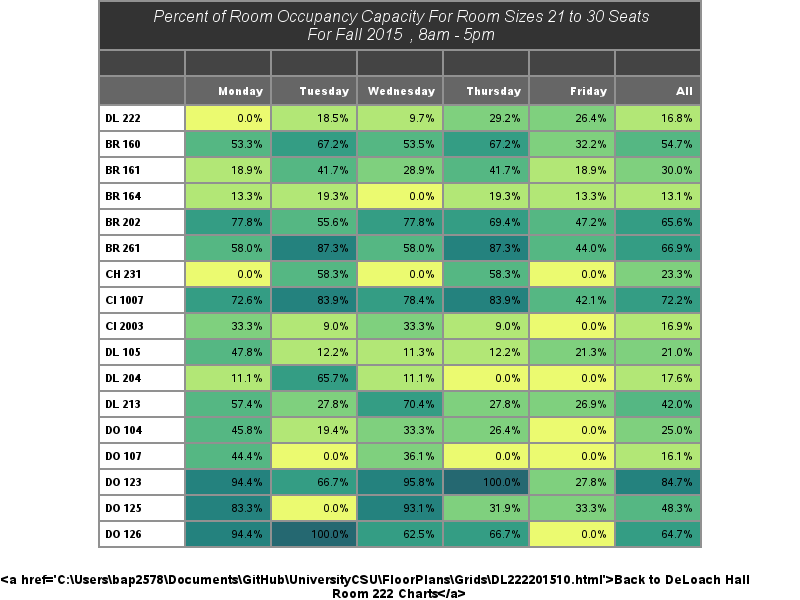 Percent of Room Occupancy Capacity For Room Sizes 21 to 30 Seats
For Fall 2015 , 8am - 5pm
Monday Tuesday Wednesday Thursday Friday All
DL 222 0.0% 18.5% 9.7% 29.2% 26.4% 16.8%
BR 160 53.3% 67.2% 53.5% 67.2% 32.2% 54.7%
BR 161 18.9% 41.7% 28.9% 41.7% 18.9% 30.0%
BR 164 13.3% 19.3% 0.0% 19.3% 13.3% 13.1%
BR 202 77.8% 55.6% 77.8% 69.4% 47.2% 65.6%
BR 261 58.0% 87.3% 58.0% 87.3% 44.0% 66.9%
CH 231 0.0% 58.3% 0.0% 58.3% 0.0% 23.3%
CI 1007 72.6% 83.9% 78.4% 83.9% 42.1% 72.2%
CI 2003 33.3% 9.0% 33.3% 9.0% 0.0% 16.9%
DL 105 47.8% 12.2% 11.3% 12.2% 21.3% 21.0%
DL 204 11.1% 65.7% 11.1% 0.0% 0.0% 17.6%
DL 213 57.4% 27.8% 70.4% 27.8% 26.9% 42.0%
DO 104 45.8% 19.4% 33.3% 26.4% 0.0% 25.0%
DO 107 44.4% 0.0% 36.1% 0.0% 0.0% 16.1%
DO 123 94.4% 66.7% 95.8% 100.0% 27.8% 84.7%
DO 125 83.3% 0.0% 93.1% 31.9% 33.3% 48.3%
DO 126 94.4% 100.0% 62.5% 66.7% 0.0% 64.7%
<a href='C:\Users\bap2578\Documents\GitHub\UniversityCSU\FloorPlans\Grids\DL222201510.html'>Back to DeLoach Hall
Room 222 Charts</a>